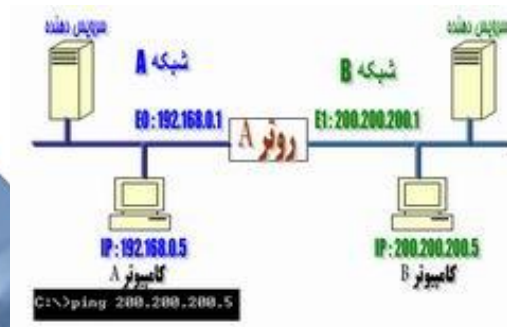 سرویس دهنده
سرویس دهنده
شبکه A
شبکه B
E0 : 192.168.0.1
E1 : 200.200.200.1
روتر A
IP : 192.168.0.5
IP : 200.200.200.5
کامپیوتر A
کامپیوتر B
C:\>ping 200.200.200.5